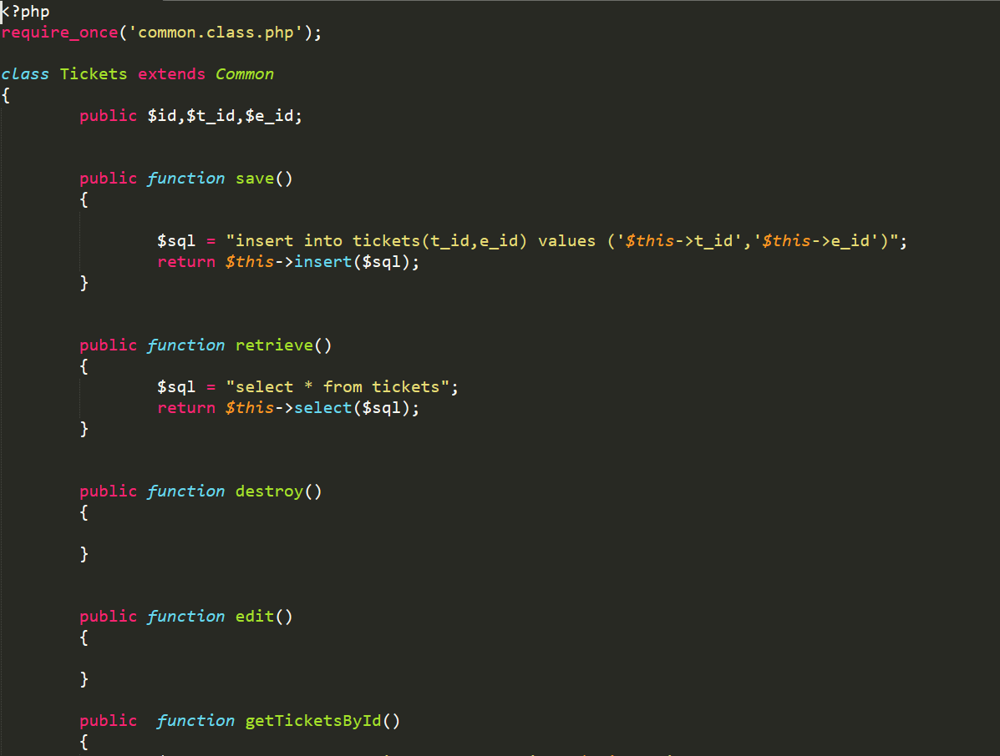 <?php
require_once('common.class.php');
class Tickets extends Common
{
public $id,$t_id,$e_id;
public function save()
{
$sql = "insert into tickets(t_id,e_id) values ('$this->t_id','$this->e_id')";
return $this->insert($sql);
}
public function retrieve()
{
$sql = "select * from tickets";
return $this->select($sql);
}
public function destroy()
{
}
public function edit()
{
}
public  function getTicketsById()
{